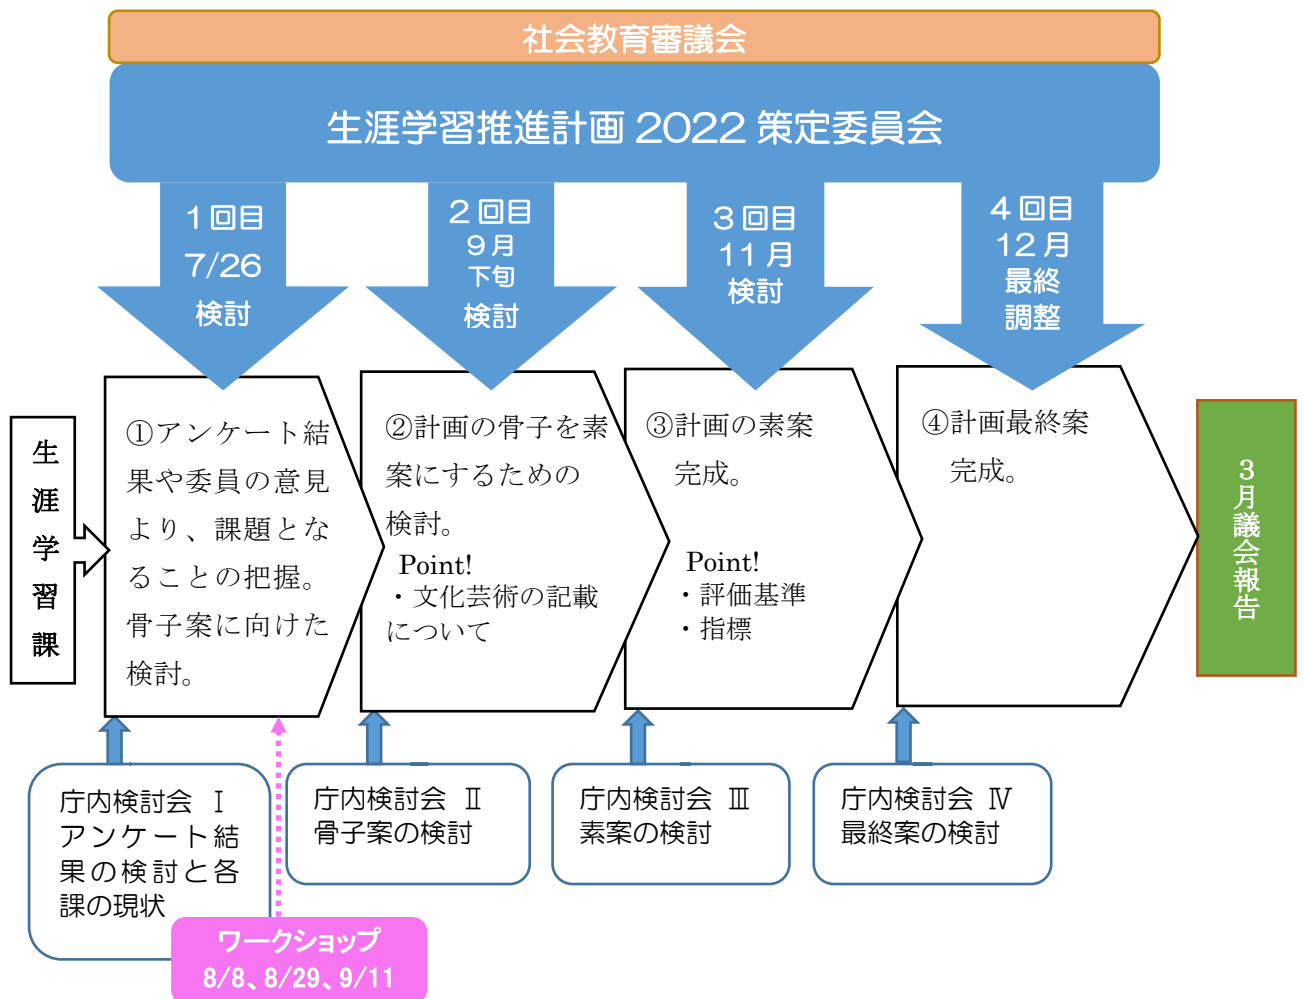 社会教育審議会
生涯学習推進計画 2022 策定委員会
1回目
7/26
検討
2回目
9月
下旬
検討
3回目
11月
検討
4回目
12月
最終
調整
生涯学習課
①アンケート結
果や委員の意見
より、課題とな
ることの把握。
骨子案に向けた
検討。
②計画の骨子を素
案にするための
検討。
Point!
・文化芸術の記載
について
③計画の素案
完成。
Point!
・評価基準
・指標
④計画最終案
完成。
3月議会報告
庁内検討会 Ⅰ
アンケート結
果の検討と各
課の現状
庁内検討会 Ⅱ
骨子案の検討
庁内検討会 Ⅲ
素案の検討
庁内検討会 Ⅳ
最終案の検討
ワークショップ
8/8、8/29、9/11